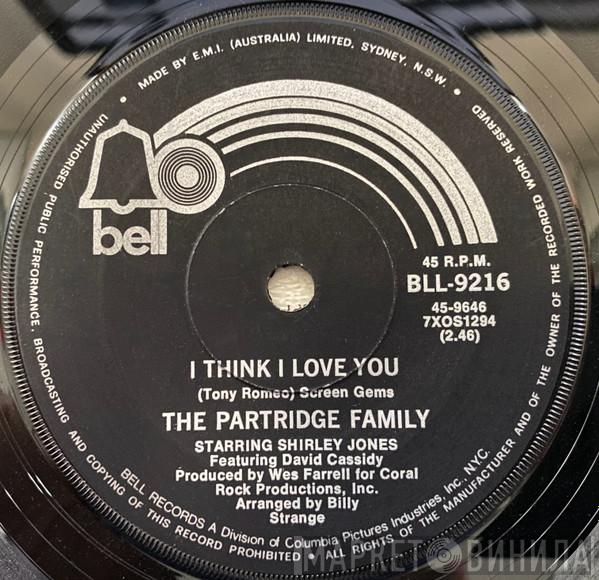 MADE BY E.M.I. (AUSTRALIA) LIMITED, SYDNEY, N.S.W. •
bell
45 R.P.M.
BLL-9216
45-9646
7XOS1294
(2.46)
I THINK I LOVE YOU
(Tony Romeo) Screen Gems
THE PARTRIDGE FAMILY
STARRING SHIRLEY JONES
Featuring David Cassidy
Produced by Wes Farrell for Coral
Rock Productions, Inc.
Arranged by Billy
Strange
BELL RECORDS A Division of Columbia Pictures Industries, Inc. NYC.
UNAUTHORISED PUBLIC PERFORMANCE, BROADCASTING AND COPYING OF THIS RECORD PROHIBITED • ALL RIGHTS OF THE MANUFACTURER AND OF THE OWNER OF THE RECORDED WORK RESERVED
МАРКЕТ ВИНИЛА